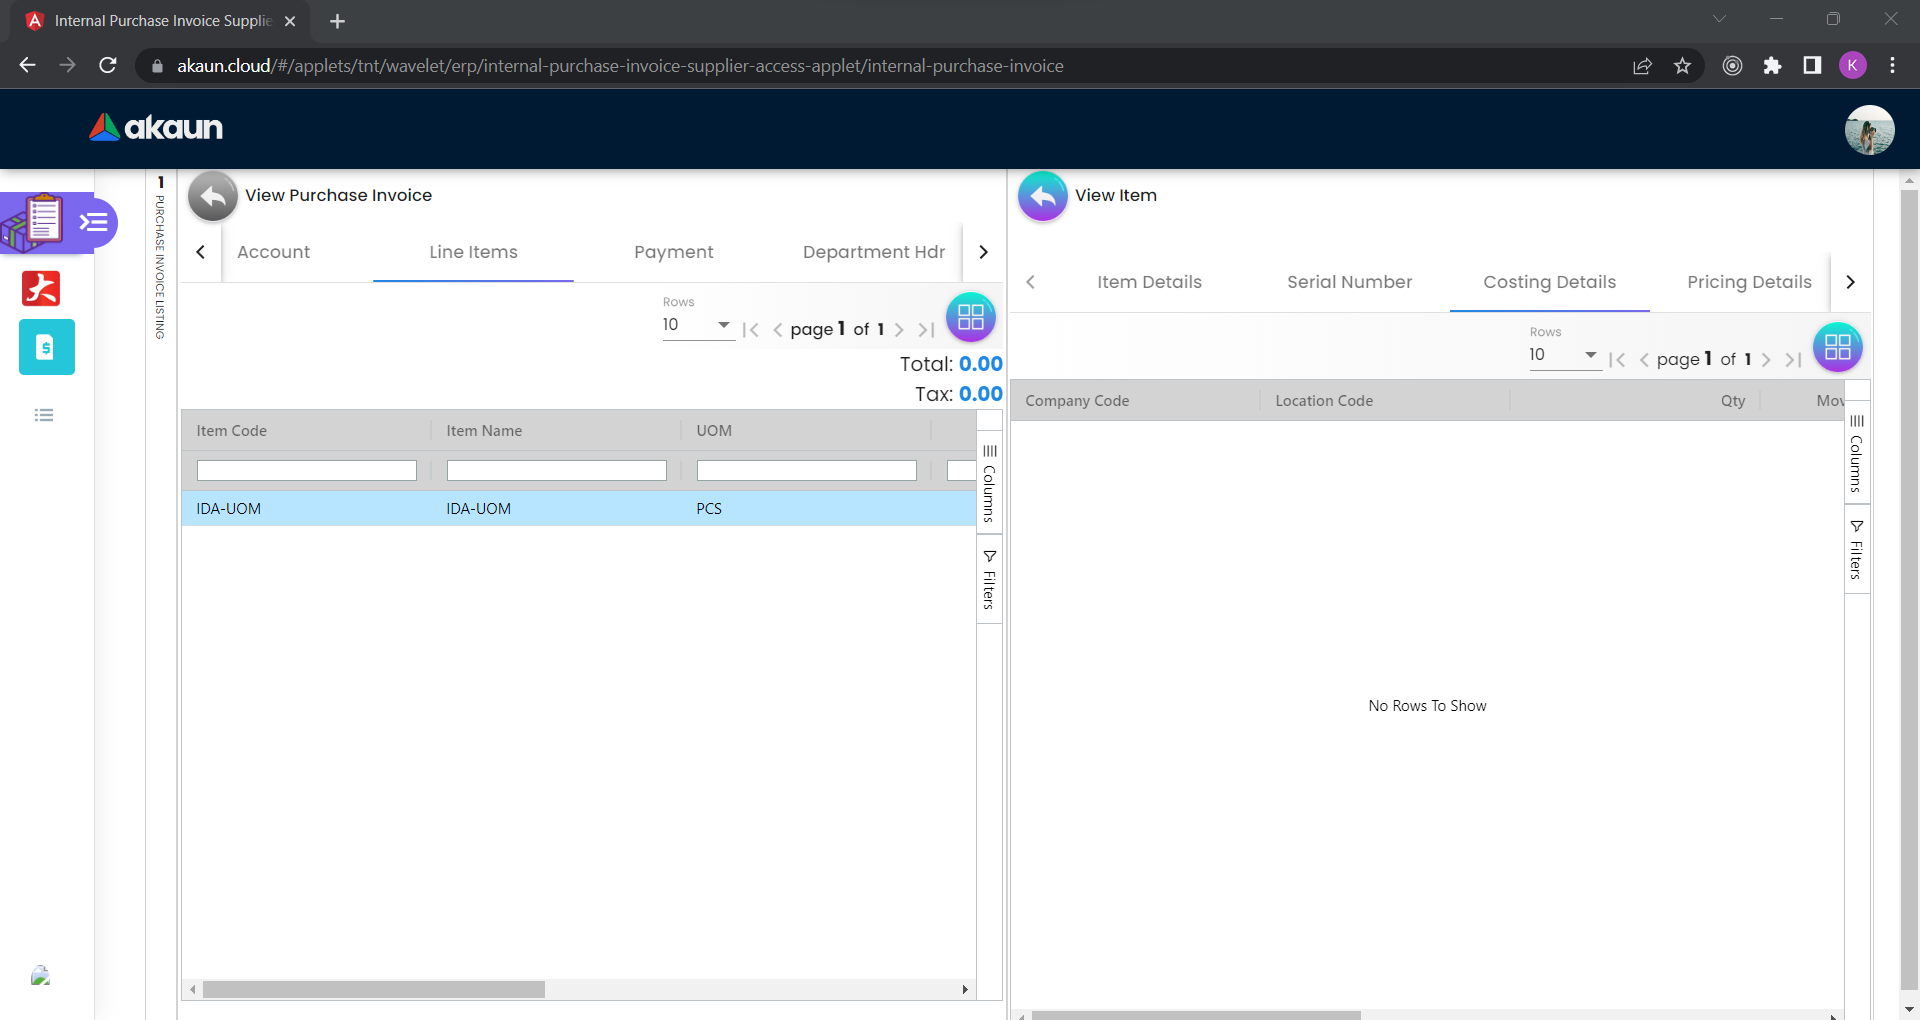 Internal Purchase Invoice Supplie
akaun.cloud/#/applets/tnt/wavelet/erp/internal-purchase-invoice-supplier-access-applet/internal-purchase-invoice
K
akaun
1 PURCHASE INVOICE LISTING
View Purchase Invoice
Account Line Items Payment Department Hdr
Rows
10 page 1 of 1
Total: 0.00
Tax: 0.00
Item Code Item Name UOM
IDA-UOM IDA-UOM PCS
Columns
Filters
View Item
Item Details Serial Number Costing Details Pricing Details
Rows
10 page 1 of 1
Company Code Location Code Qty Mov
No Rows To Show
Columns
Filters